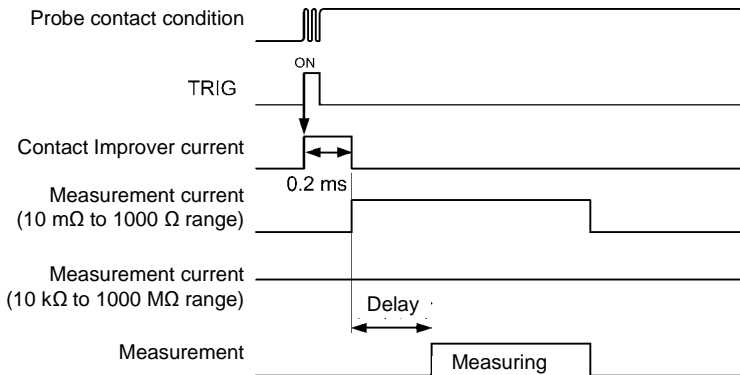 Probe contact condition
ON
TRIG
Contact Improver current
0.2 ms
Measurement current
(10 mΩ to 1000 Ω range)
Measurement current
(10 kΩ to 1000 MΩ range)
Delay
Measurement
Measuring